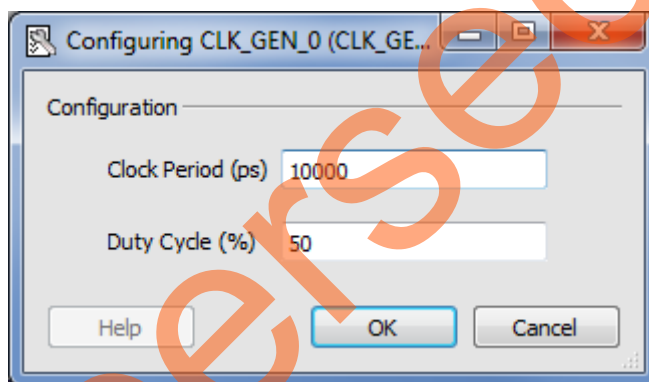 Configuring CLK_GEN_0 (CLK_GE...
Configuration
Clock Period (ps) 10000
Duty Cycle (%) 50
Help OK Cancel